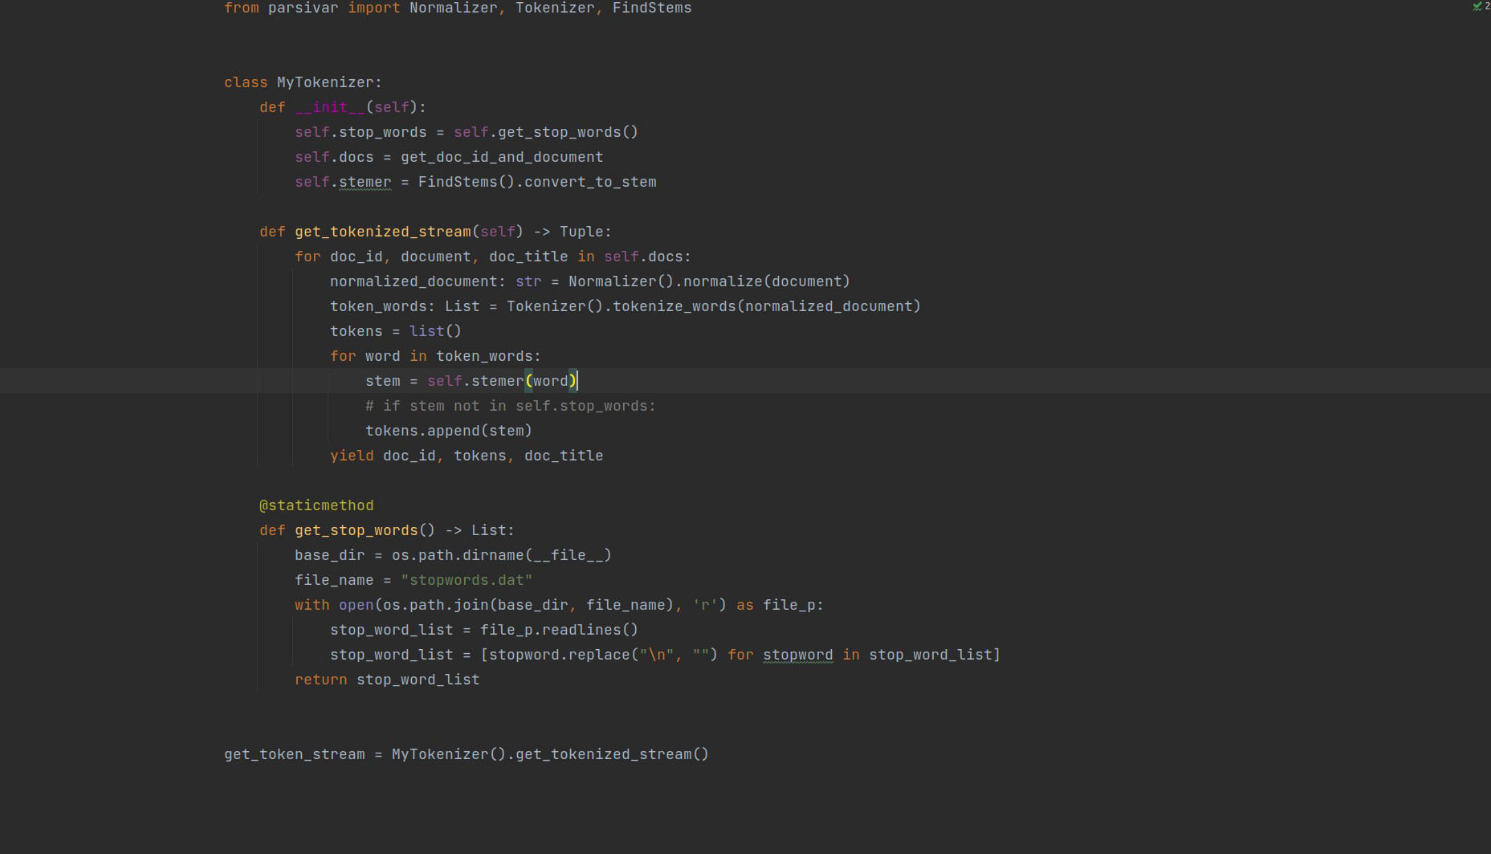 from parsivar import Normalizer, Tokenizer, FindStems
2
class MyTokenizer:
    def __init__(self):
        self.stop_words = self.get_stop_words()
        self.docs = get_doc_id_and_document
        self.stemer = FindStems().convert_to_stem
    def get_tokenized_stream(self) -> Tuple:
        for doc_id, document, doc_title in self.docs:
            normalized_document: str = Normalizer().normalize(document)
            token_words: List = Tokenizer().tokenize_words(normalized_document)
            tokens = list()
            for word in token_words:
                stem = self.stemer(word)
                # if stem not in self.stop_words:
                tokens.append(stem)
            yield doc_id, tokens, doc_title
    @staticmethod
    def get_stop_words() -> List:
        base_dir = os.path.dirname(__file__)
        file_name = "stopwords.dat"
        with open(os.path.join(base_dir, file_name), 'r') as file_p:
            stop_word_list = file_p.readlines()
            stop_word_list = [stopword.replace("\n", "") for stopword in stop_word_list]
        return stop_word_list
get_token_stream = MyTokenizer().get_tokenized_stream()